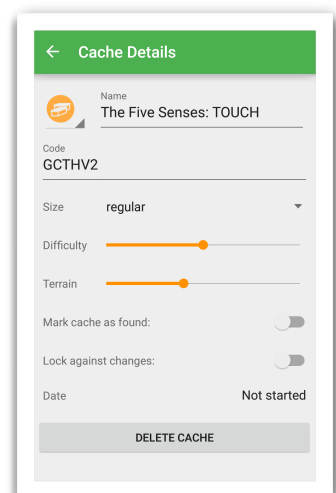 Cache Details
Name
The Five Senses: TOUCH
Code
GCTHV2
Size regular
Difficulty
Terrain
Mark cache as found:
Lock against changes:
Date Not started
DELETE CACHE